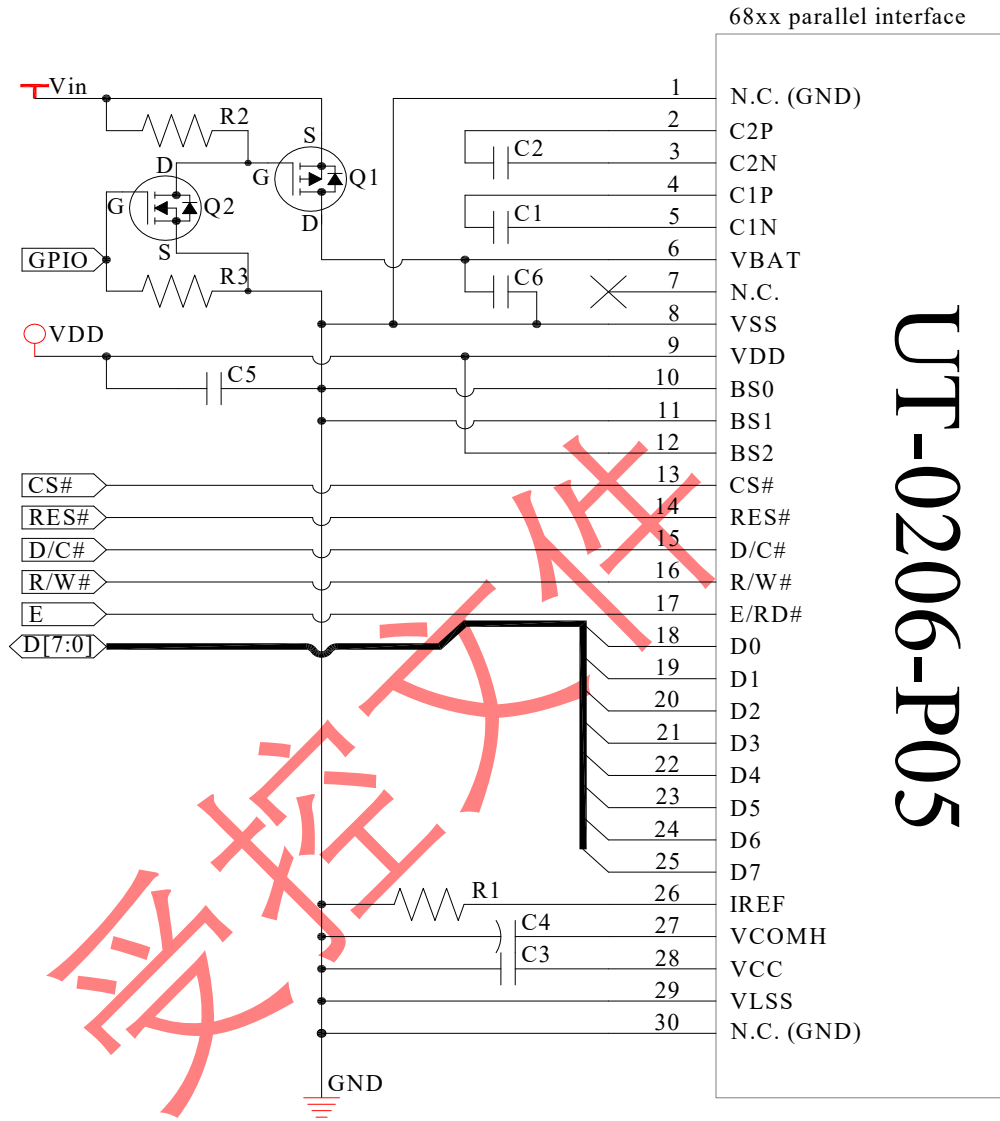 68xx parallel interface
Vin
R2
S
G
Q1
D
D
G
Q2
S
GPIO
R3
VDD
C5
C2
C1
C6
CS#
RES#
D/C#
R/W#
E
D[7:0]
R1
C4
C3
GND
1 N.C. (GND)
2 C2P
3 C2N
4 C1P
5 C1N
6 VBAT
7 N.C.
8 VSS
9 VDD
10 BS0
11 BS1
12 BS2
13 CS#
14 RES#
15 D/C#
16 R/W#
17 E/RD#
18 D0
19 D1
20 D2
21 D3
22 D4
23 D5
24 D6
25 D7
26 IREF
27 VCOMH
28 VCC
29 VLSS
30 N.C. (GND)
UT-0206-P05
受控文件